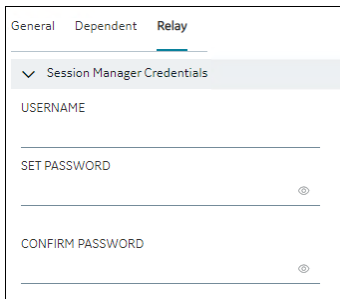 General Dependent Relay
Session Manager Credentials
USERNAME
SET PASSWORD
CONFIRM PASSWORD